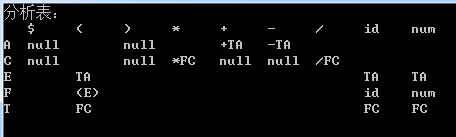 分析表:
$ ( ) * + - / id num
A null null +TA -TA
C null null *FC null null /FC
E TA TA TA
F (E) id num
T FC FC FC